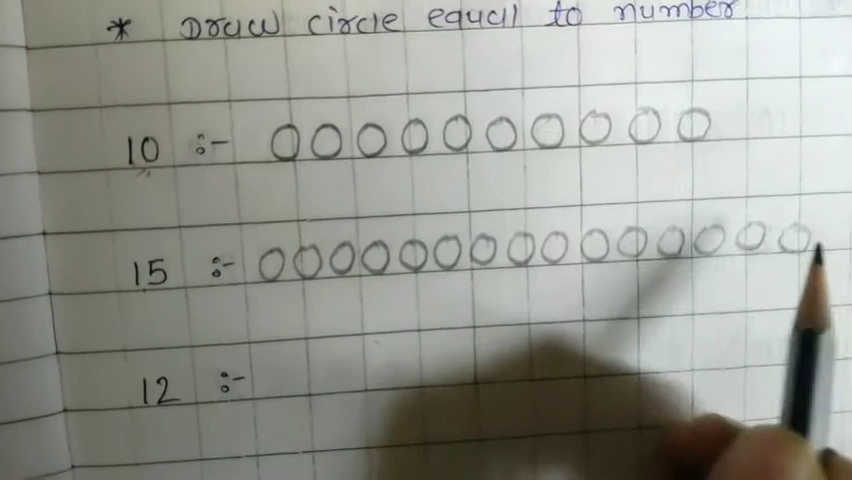 * Draw circle equal to number
10 :-
15 :-
12 :-